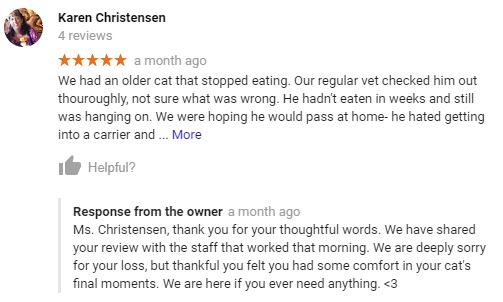 Karen Christensen
4 reviews
★★★★★ a month ago
We had an older cat that stopped eating. Our regular vet checked him out
thouroughly, not sure what was wrong. He hadn't eaten in weeks and still
was hanging on. We were hoping he would pass at home- he hated getting
into a carrier and ... More
Helpful?
Response from the owner a month ago
Ms. Christensen, thank you for your thoughtful words. We have shared
your review with the staff that worked that morning. We are deeply sorry
for your loss, but thankful you felt you had some comfort in your cat's
final moments. We are here if you ever need anything. <3